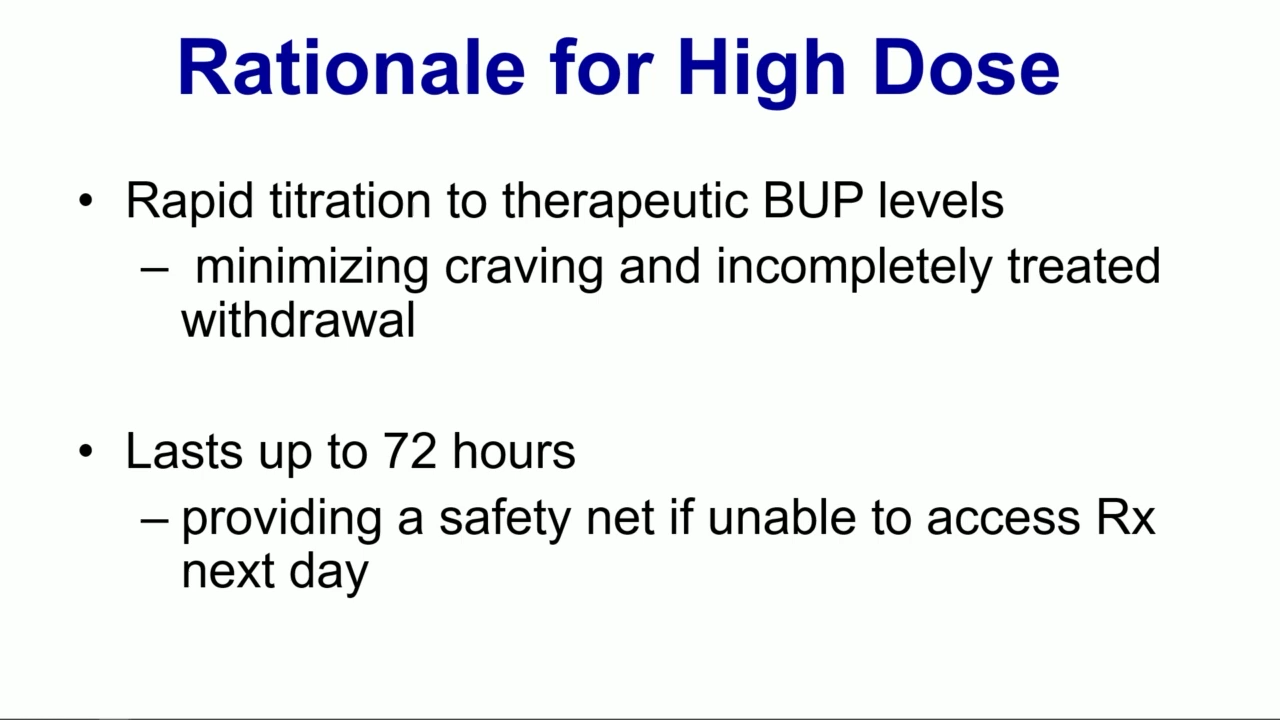 Rationale for High Dose
• Rapid titration to therapeutic BUP levels
– minimizing craving and incompletely treated
withdrawal
• Lasts up to 72 hours
– providing a safety net if unable to access Rx
next day